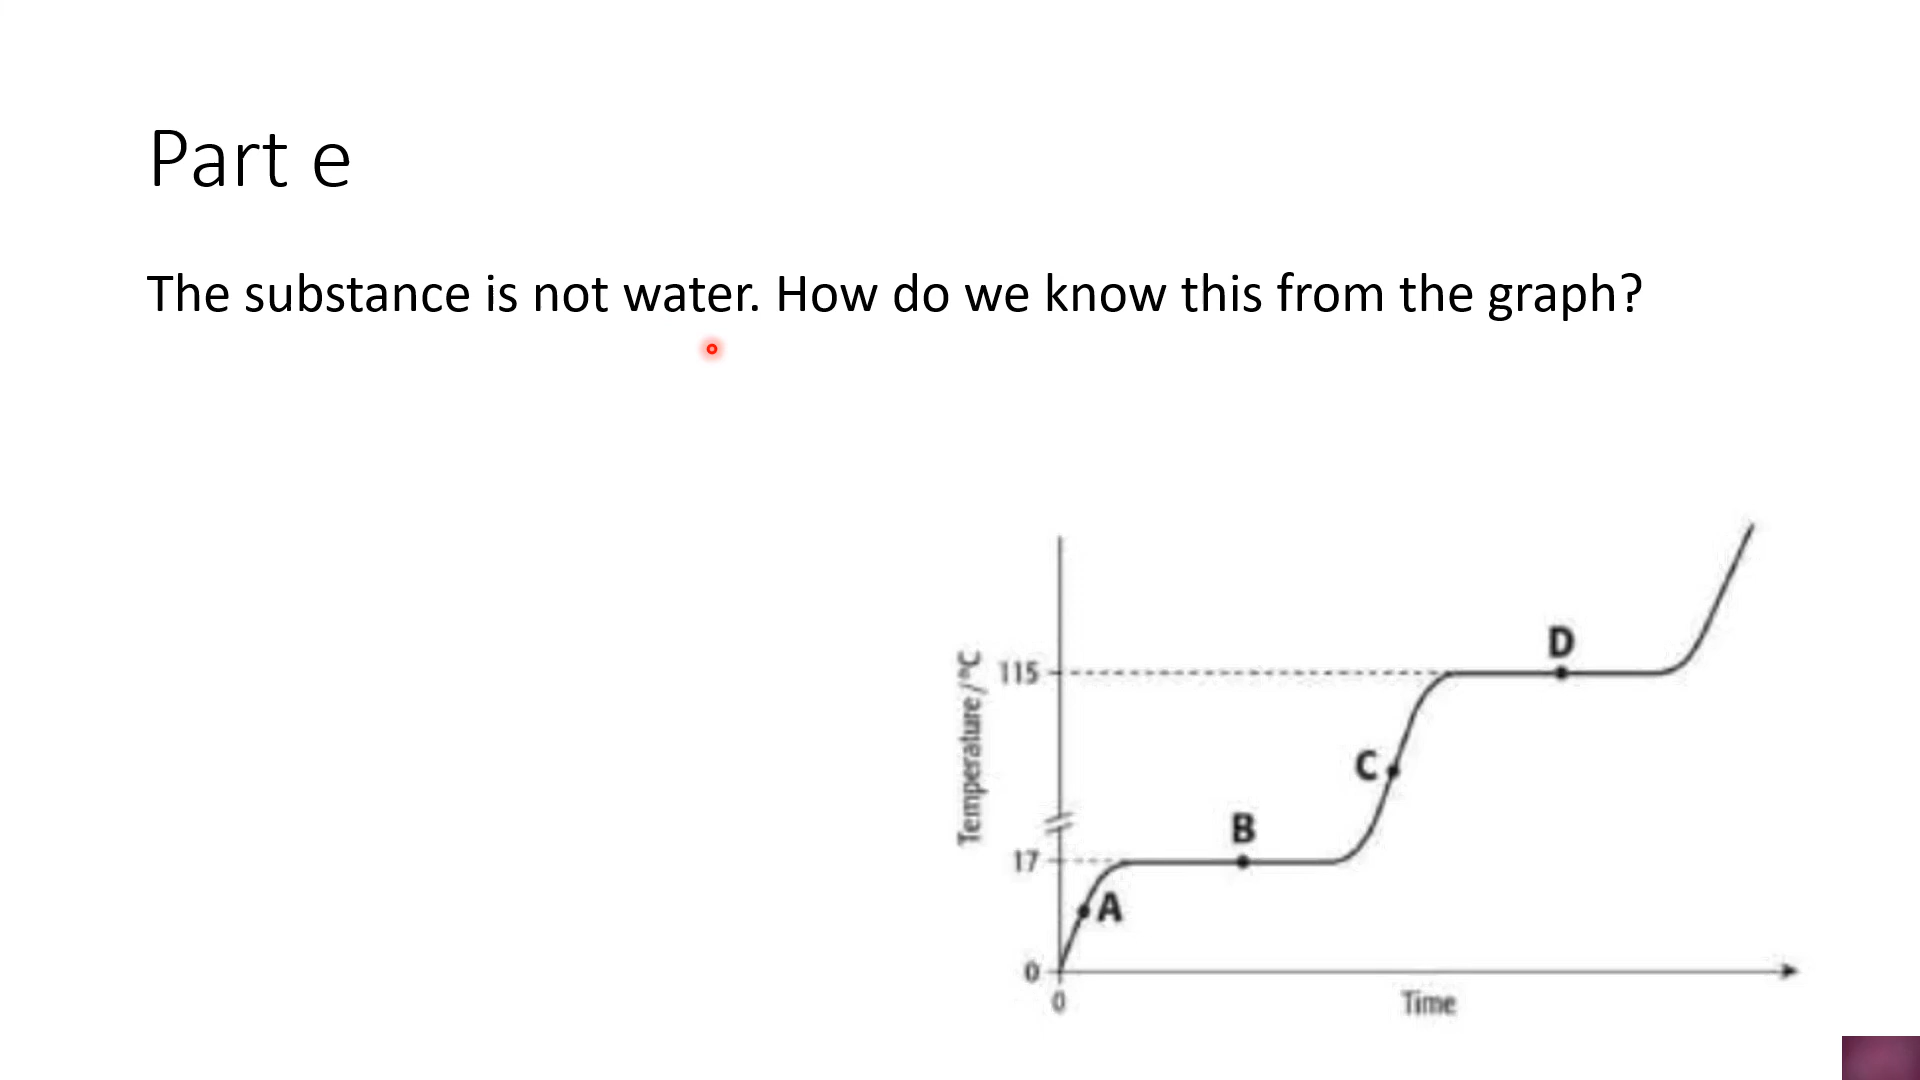 Part e
The substance is not water. How do we know this from the graph?
Temperature/°C
115
17
0
0
A
B
C
D
Time